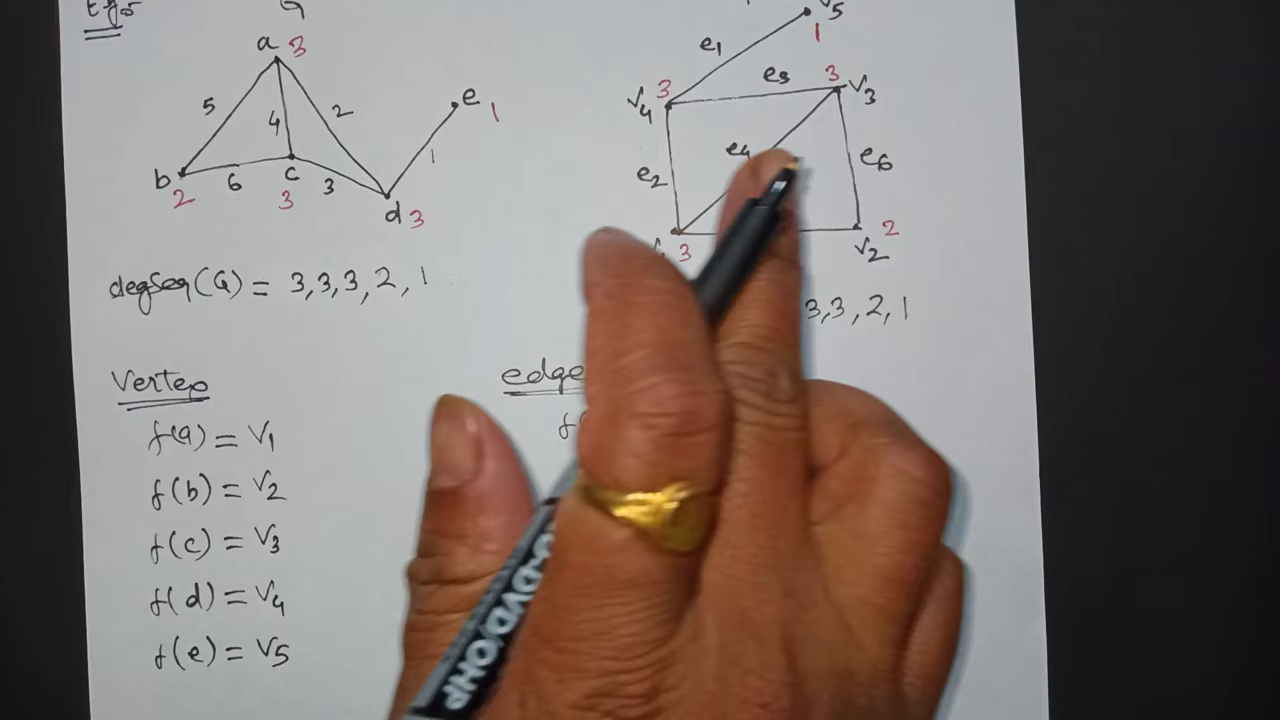 Eg:
G
a 3
5
4
2
e 1
1
b
2
6
c
3
3
d 3
degSeq(G) = 3,3,3,2,1
V5
1
e1
e3
3
V3
3
V4
e4
e2
e6
3
2
V2
3,3,2,1
Vertex
f(a) = V1
f(b) = V2
f(c) = V3
f(d) = V4
f(e) = V5
edge
CD-DVD/OHP